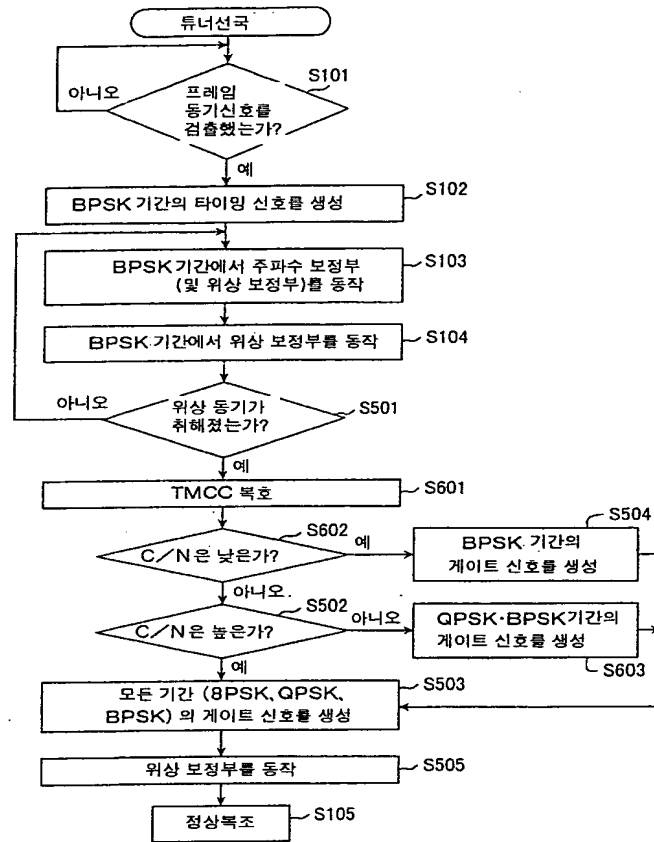 튜너선국
S101
아니오
프레임
동기신호를
검출했는가?
예
S102
BPSK 기간의 타이밍 신호를 생성
S103
BPSK 기간에서 주파수 보정부
(및 위상 보정부)를 동작
S104
BPSK 기간에서 위상 보정부를 동작
아니오
위상 동기가
취해졌는가?
S501
예
S601
TMCC 복호
S602
C/N은 낮은가?
예
S504
BPSK 기간의
게이트 신호를 생성
아니오
S502
C/N은 높은가?
아니오
QPSK·BPSK기간의
게이트 신호를 생성
S603
예
S503
모든 기간 (8PSK, QPSK,
BPSK) 의 게이트 신호를 생성
S505
위상 보정부를 동작
S105
정상복조